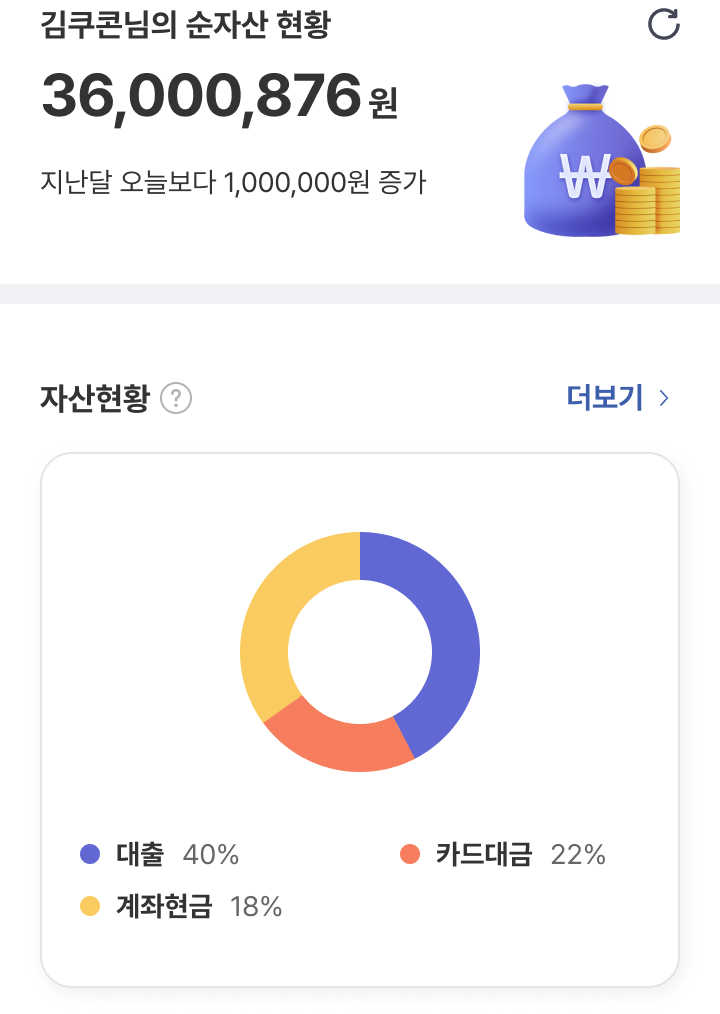 김쿠콘님의 순자산 현황
36,000,876 원
지난달 오늘보다 1,000,000원 증가
₩
자산현황 ?
더보기 >
대출 40%
카드대금 22%
계좌현금 18%